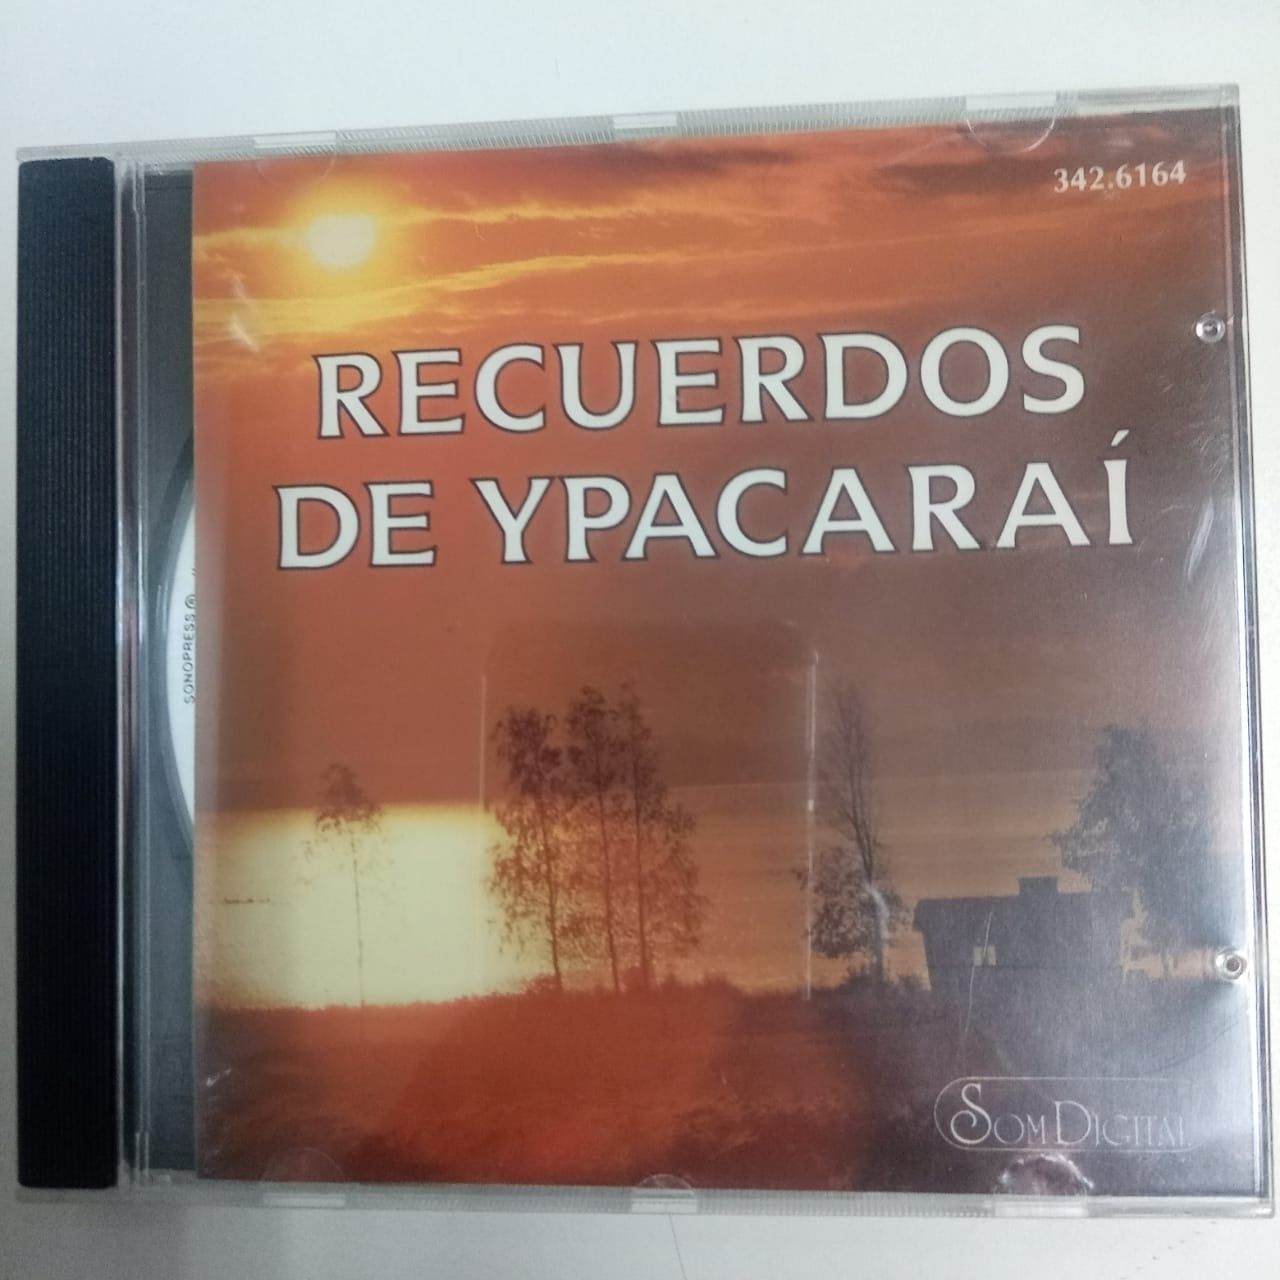 342.6164
RECUERDOS
DE YPACARAÍ
SONOPRESS ®
SOM DIGITAL